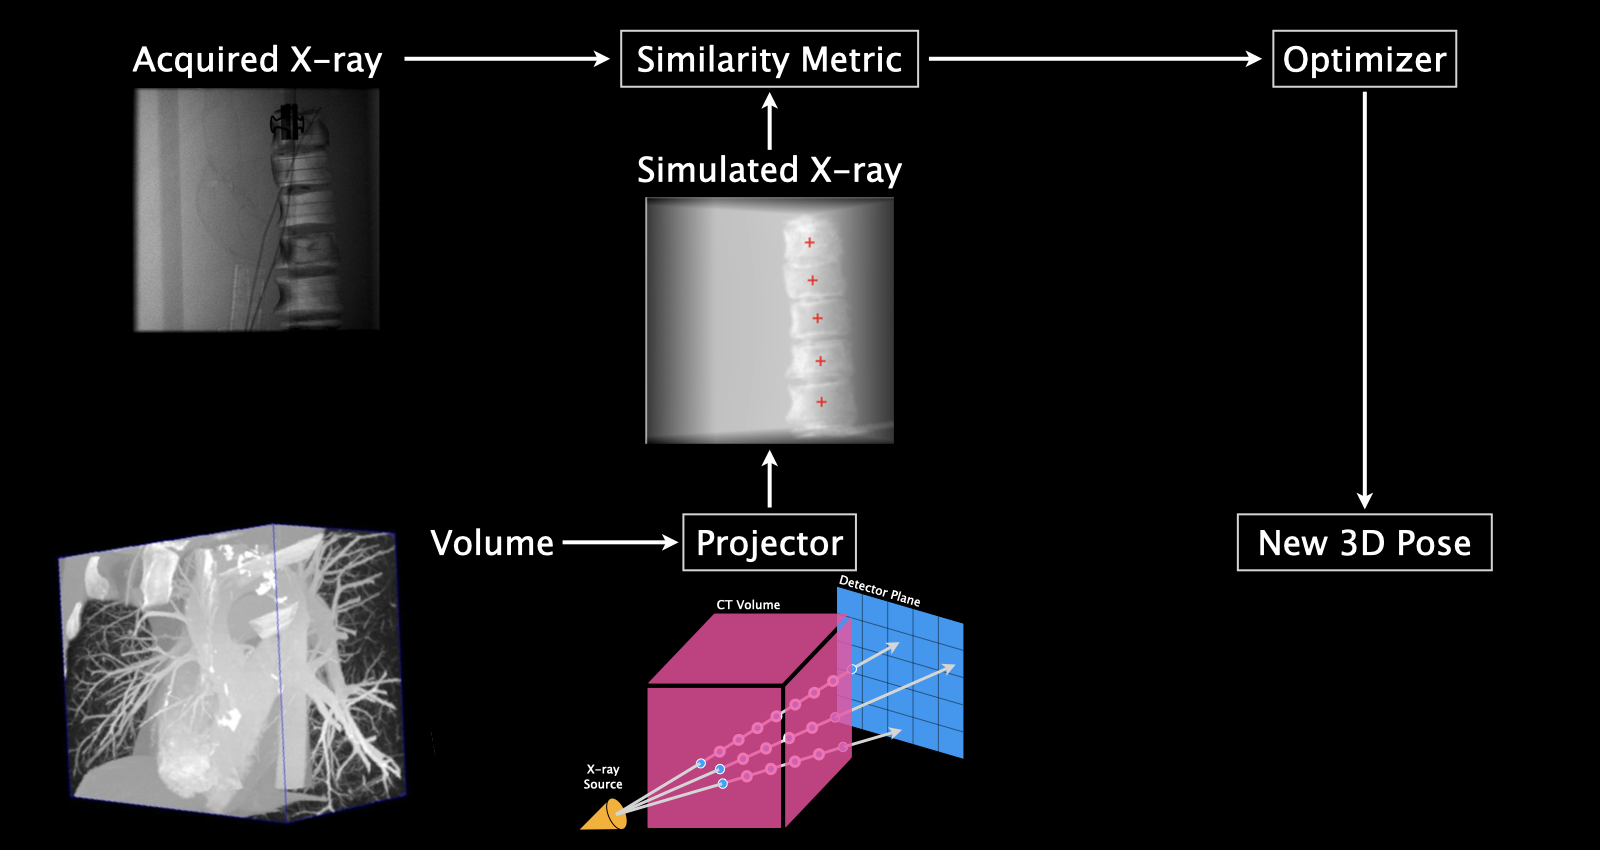 Acquired X-ray
Similarity Metric
Optimizer
Simulated X-ray
Volume
Projector
New 3D Pose
Detector Plane
CT Volume
X-ray
Source